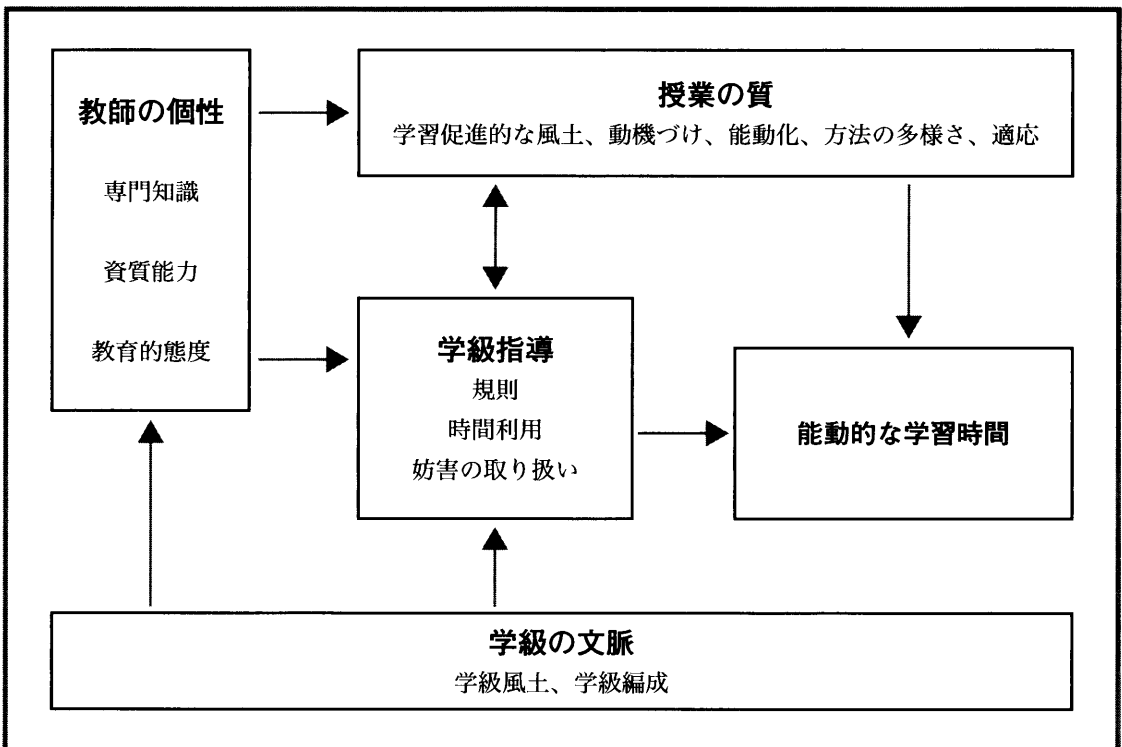 教師の個性
専門知識
資質能力
教育的態度
授業の質
学習促進的な風土、動機づけ、能動化、方法の多様さ、適応
学級指導
規則
時間利用
妨害の取り扱い
能動的な学習時間
学級の文脈
学級風土、学級編成